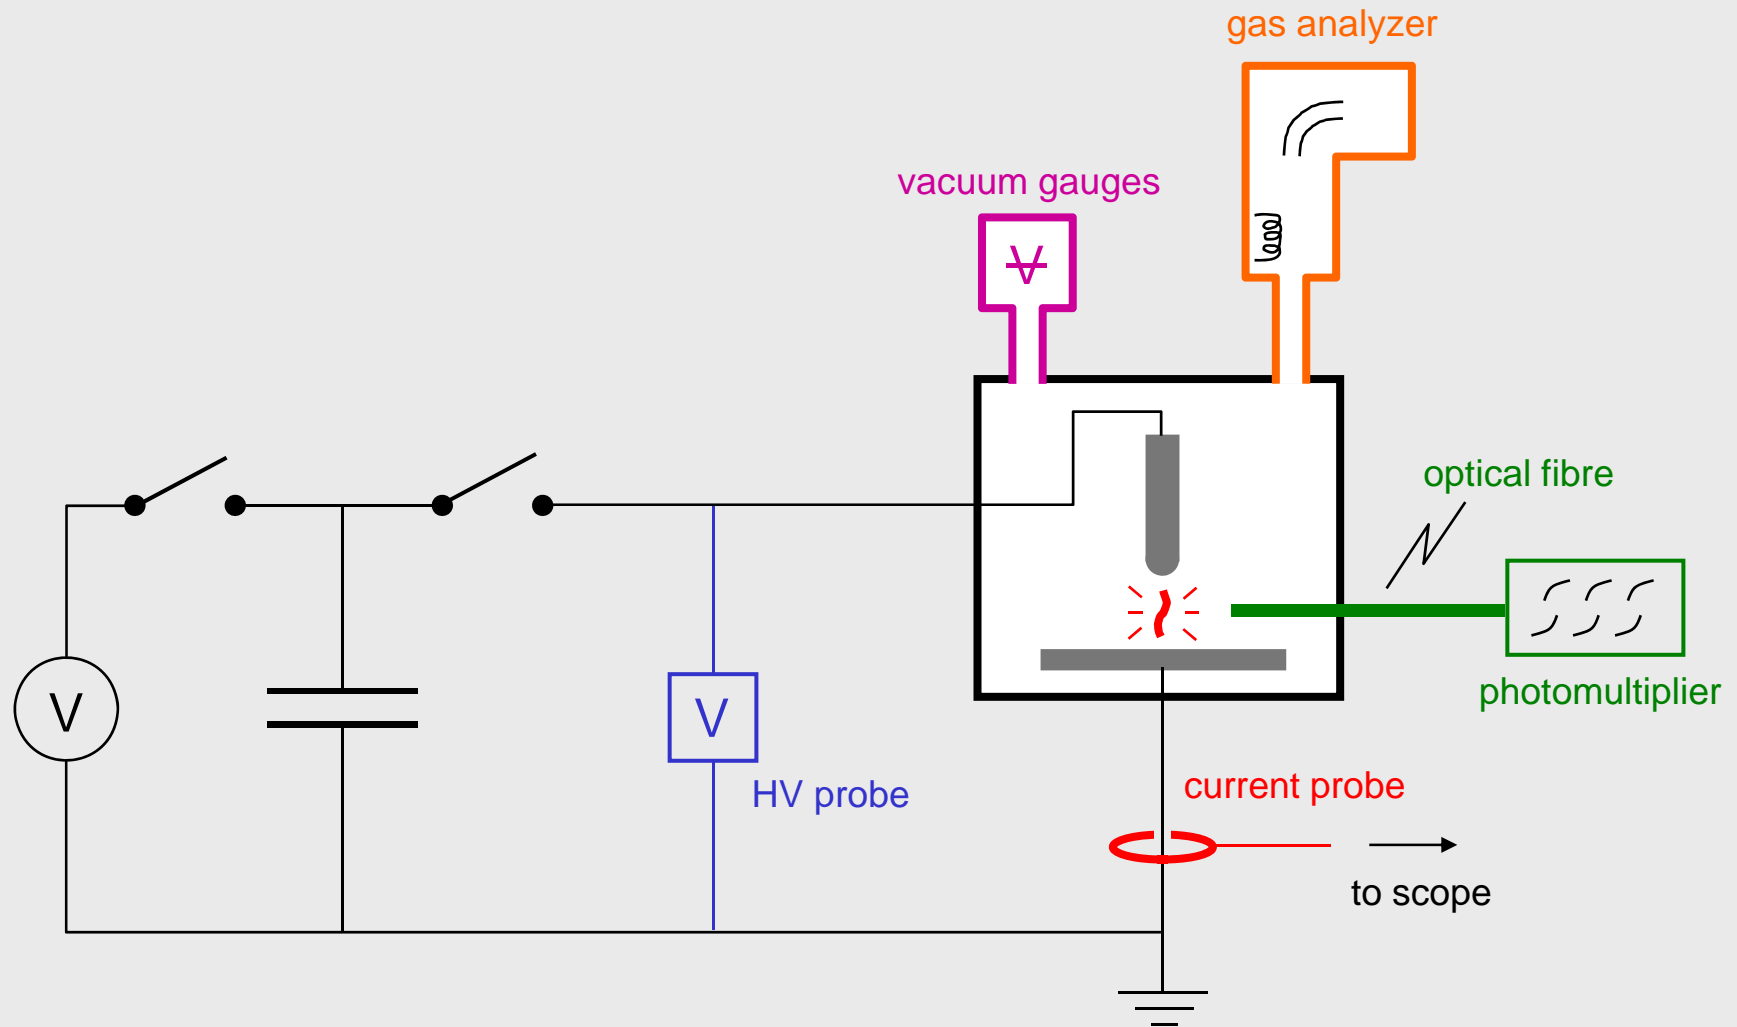 gas analyzer
vacuum gauges
V
optical fibre
V
V
photomultiplier
HV probe
current probe
to scope